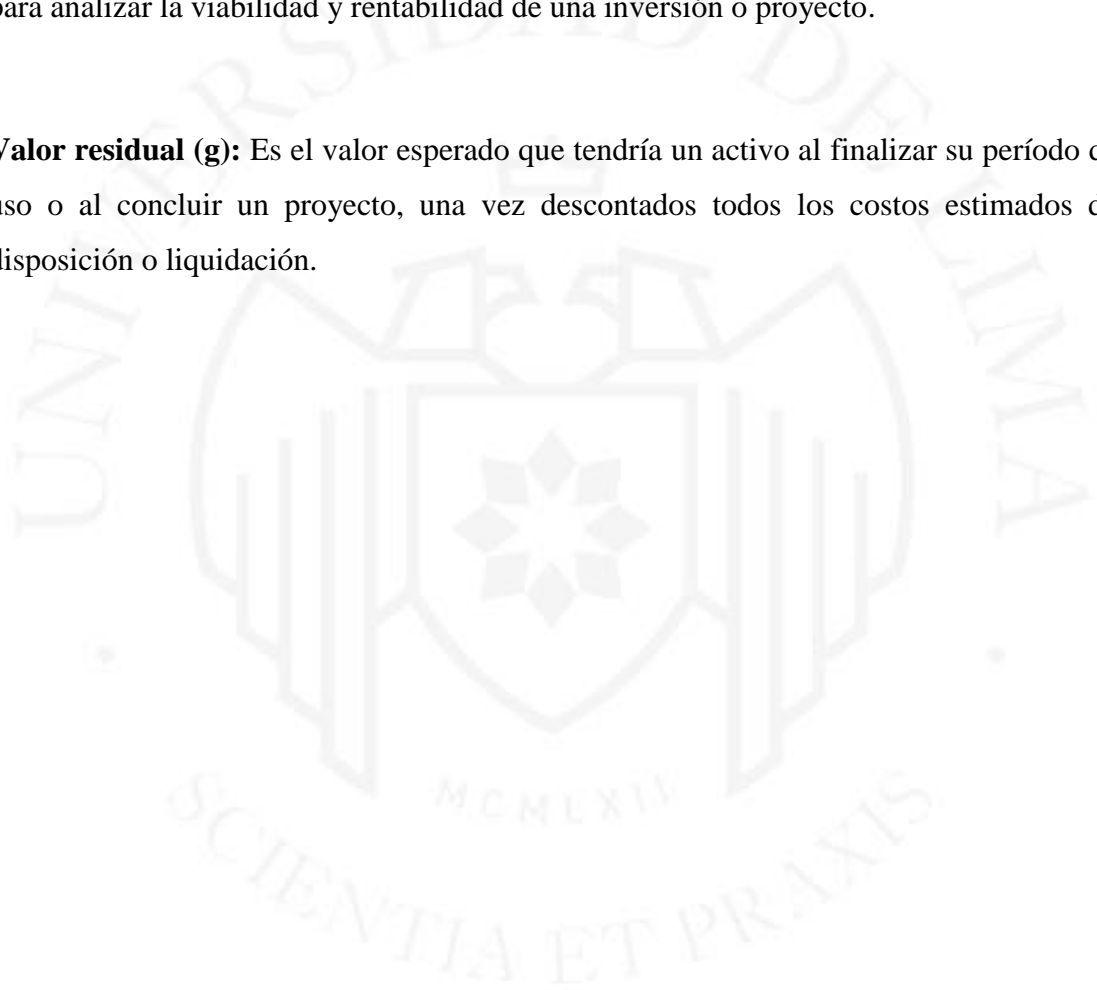 para analizar la viabilidad y rentabilidad de una inversión o proyecto.
Valor residual (g): Es el valor esperado que tendría un activo al finalizar su período
uso o al concluir un proyecto, una vez descontados todos los costos estimados
disposición o liquidación.
UNIVERSIDAD DE LIMA
MCMLXII
SCIENTIA ET PRAXIS